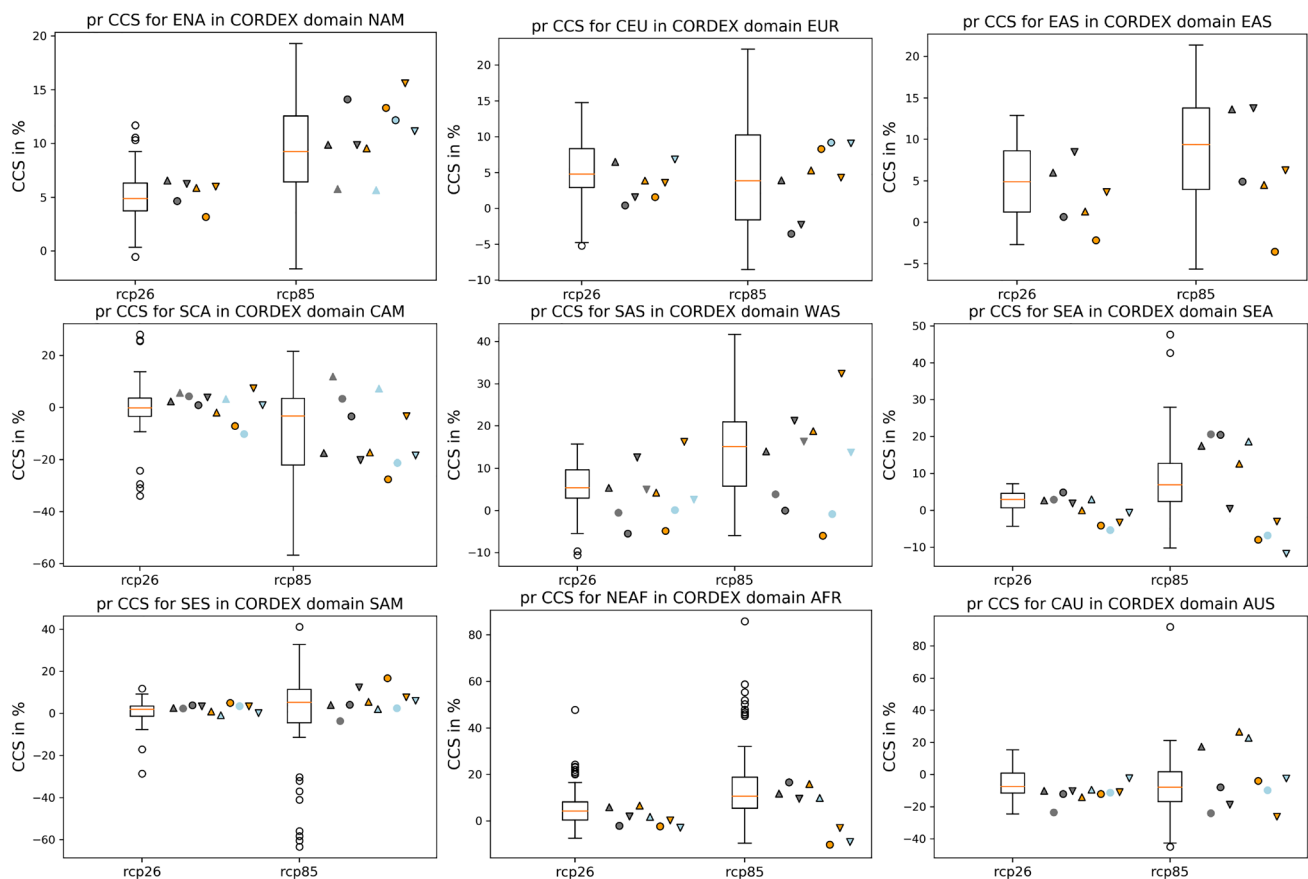 pr CCS for ENA in CORDEX domain NAM
20
15
10
5
0
CCS in %
rcp26 rcp85
pr CCS for CEU in CORDEX domain EUR
20
15
10
5
0
−5
−10
CCS in %
rcp26 rcp85
pr CCS for EAS in CORDEX domain EAS
20
15
10
5
0
−5
CCS in %
rcp26 rcp85
pr CCS for SCA in CORDEX domain CAM
20
0
−20
−40
−60
CCS in %
rcp26 rcp85
pr CCS for SAS in CORDEX domain WAS
40
30
20
10
0
−10
CCS in %
rcp26 rcp85
pr CCS for SEA in CORDEX domain SEA
50
40
30
20
10
0
−10
CCS in %
rcp26 rcp85
pr CCS for SES in CORDEX domain SAM
40
20
0
−20
−40
−60
CCS in %
rcp26 rcp85
pr CCS for NEAF in CORDEX domain AFR
80
60
40
20
0
CCS in %
rcp26 rcp85
pr CCS for CAU in CORDEX domain AUS
80
60
40
20
0
−20
−40
CCS in %
rcp26 rcp85